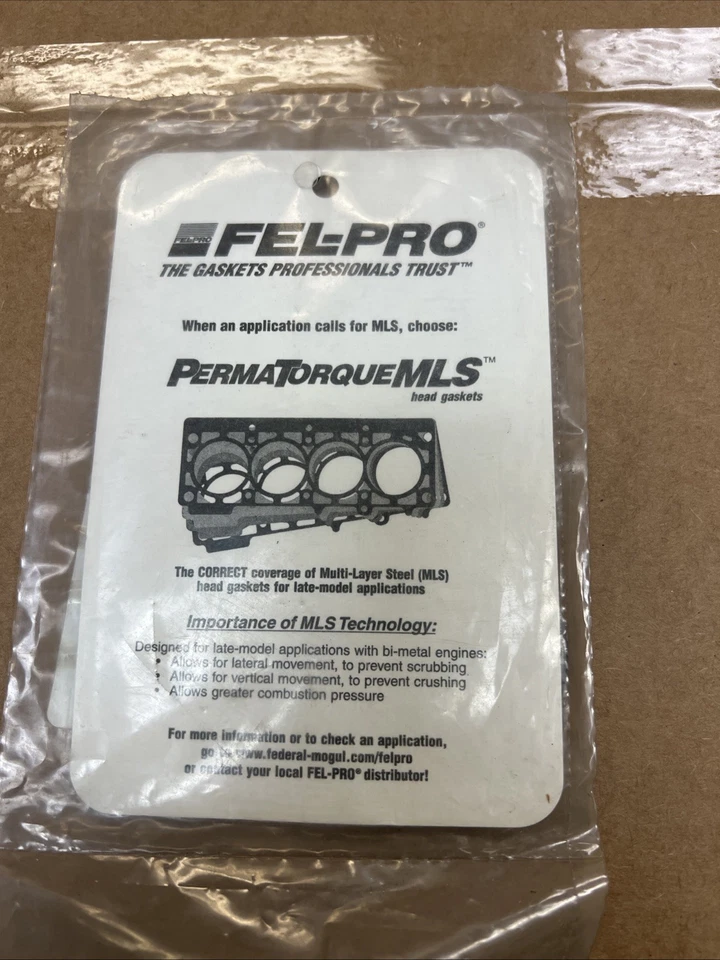 FEL-PRO
FEL-PRO®
THE GASKETS PROFESSIONALS TRUST™
When an application calls for MLS, choose:
PERMATORQUEMLS™
head gaskets
The CORRECT coverage of Multi-Layer Steel (MLS)
head gaskets for late-model applications
Importance of MLS Technology:
Designed for late-model applications with bi-metal engines:
• Allows for lateral movement, to prevent scrubbing
• Allows for vertical movement, to prevent crushing
• Allows greater combustion pressure
For more information or to check an application,
go to www.federal-mogul.com/felpro
or contact your local FEL-PRO® distributor!